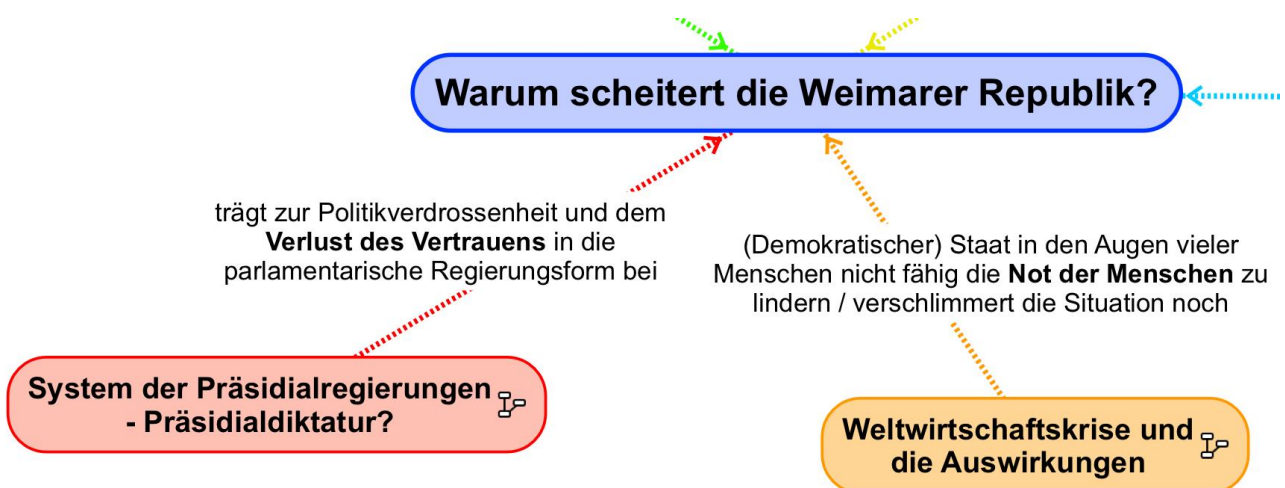 Warum scheitert die Weimarer Republik?
trägt zur Politikverdrossenheit und dem
Verlust des Vertrauens in die
parlamentarische Regierungsform bei
(Demokratischer) Staat in den Augen vieler
Menschen nicht fähig die Not der Menschen zu
lindern / verschlimmert die Situation noch
System der Präsidialregierungen
- Präsidialdiktatur?
Weltwirtschaftskrise und
die Auswirkungen